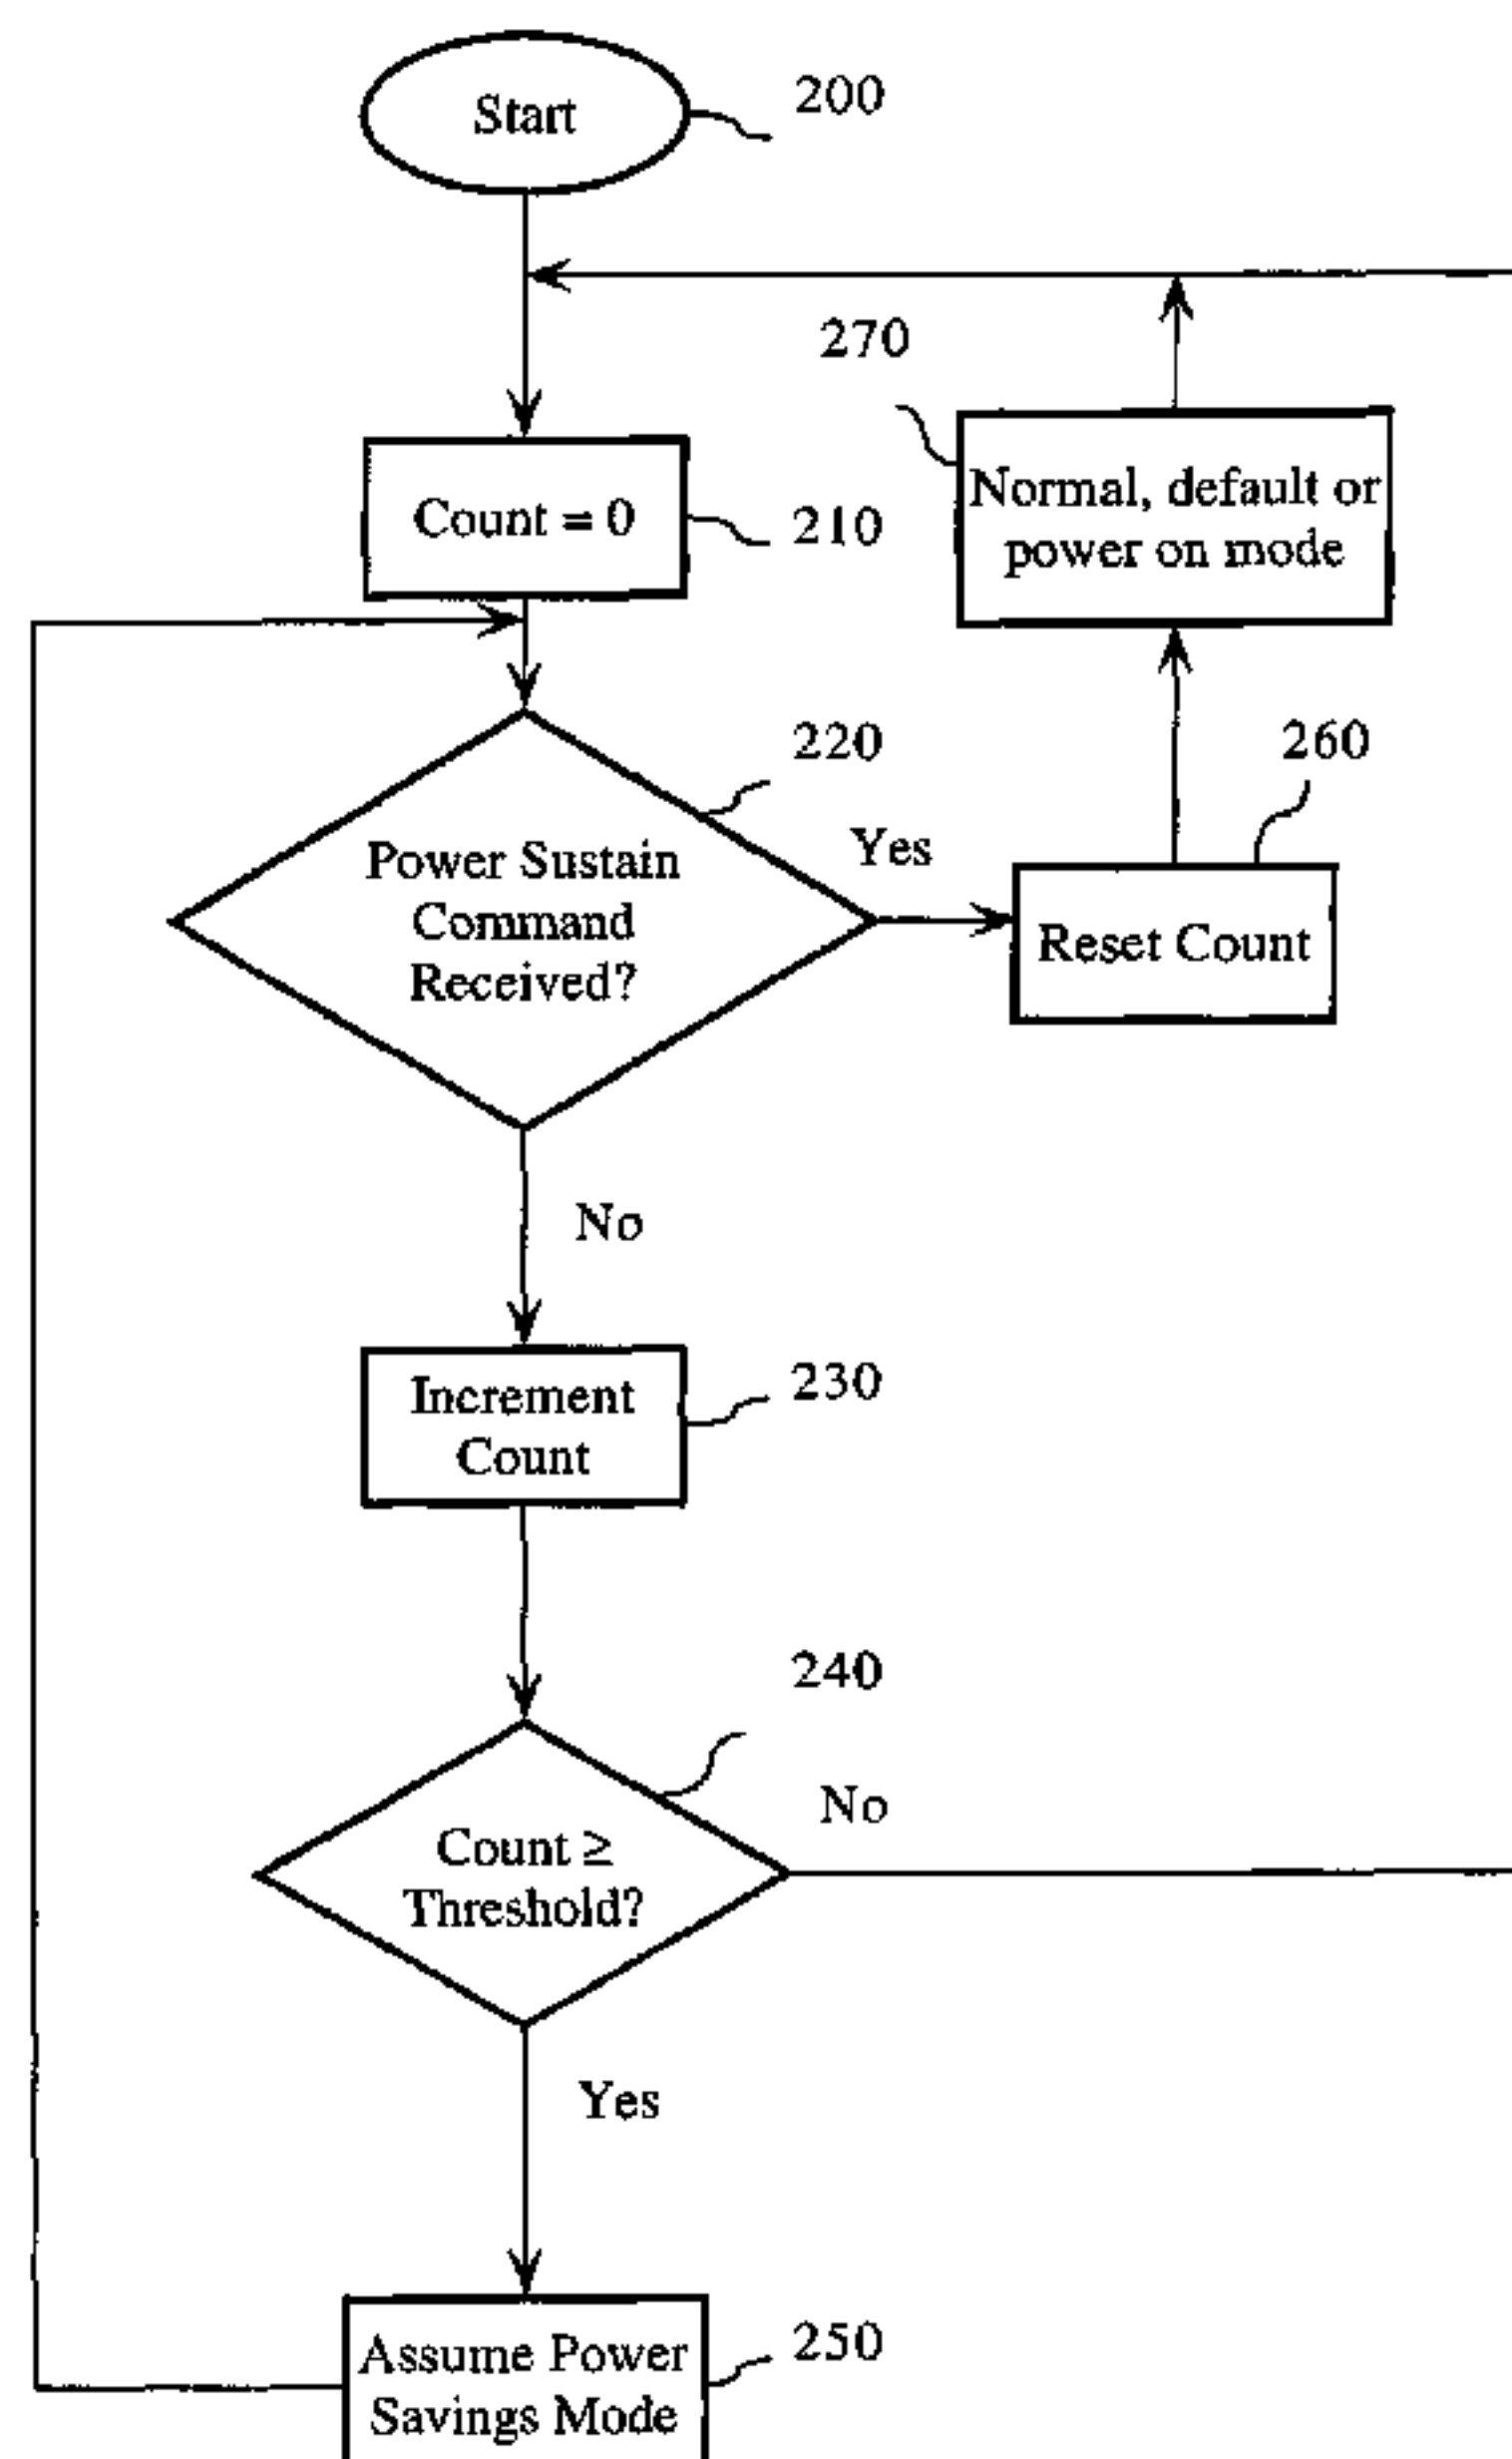 Start
200
270
Normal, default or
power on mode
Count = 0
210
220
260
Power Sustain
Command
Received?
Yes
Reset Count
No
Increment
Count
230
240
No
Count ≥
Threshold?
Yes
Assume Power
Savings Mode
250